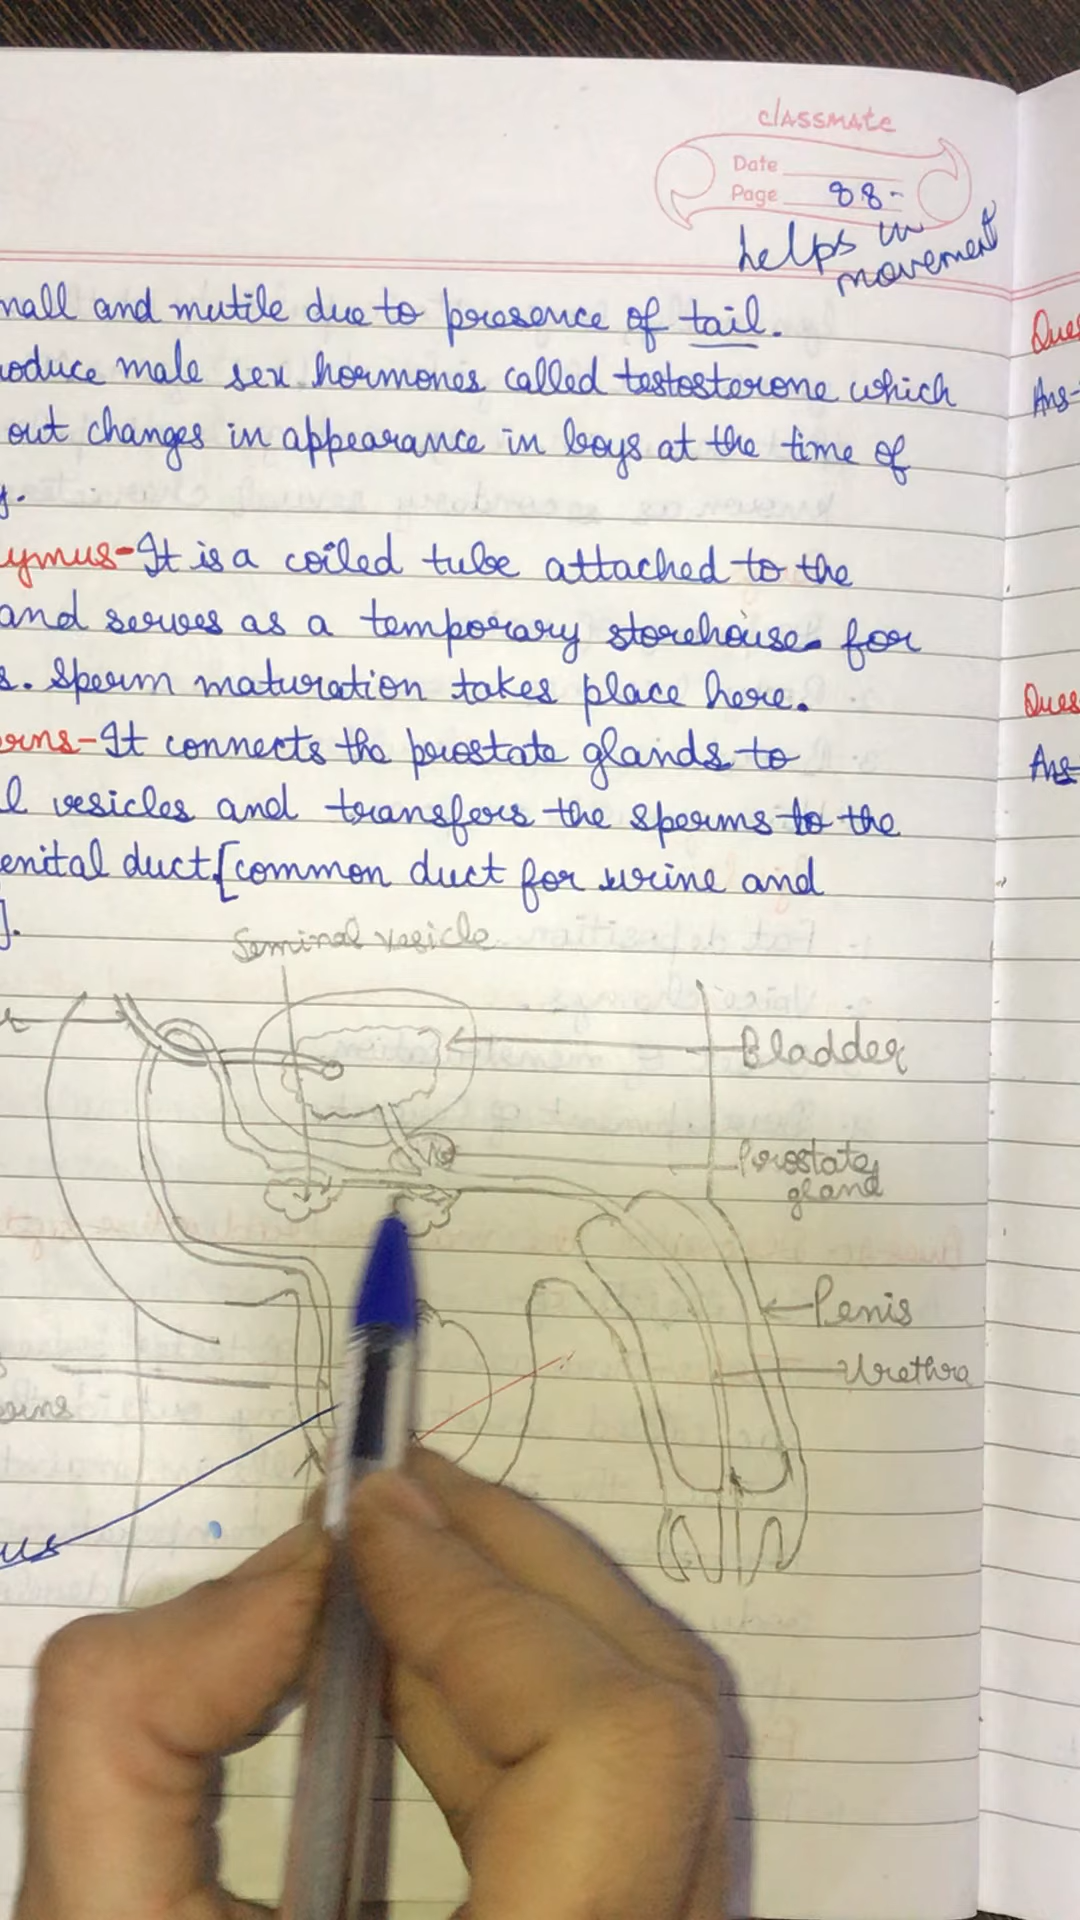 classmate
Date
Page 88-
helps in
movement
mall and mutile due to presence of tail.
roduce male sex hormones called testosterone which
out changes in appearance in boys at the time of
y.
ymus-It is a coiled tube attached to the
and serves as a temporary storehouse for
s. Sperm maturation takes place here.
erns-It connects the prostate glands to
l vesicles and transfers the sperms to the
enital duct[common duct for urine and
].
Seminal vesicle
Bladder
Prostate
gland
Penis
Urethra
us
Ques
Ans-
Ques
Ans